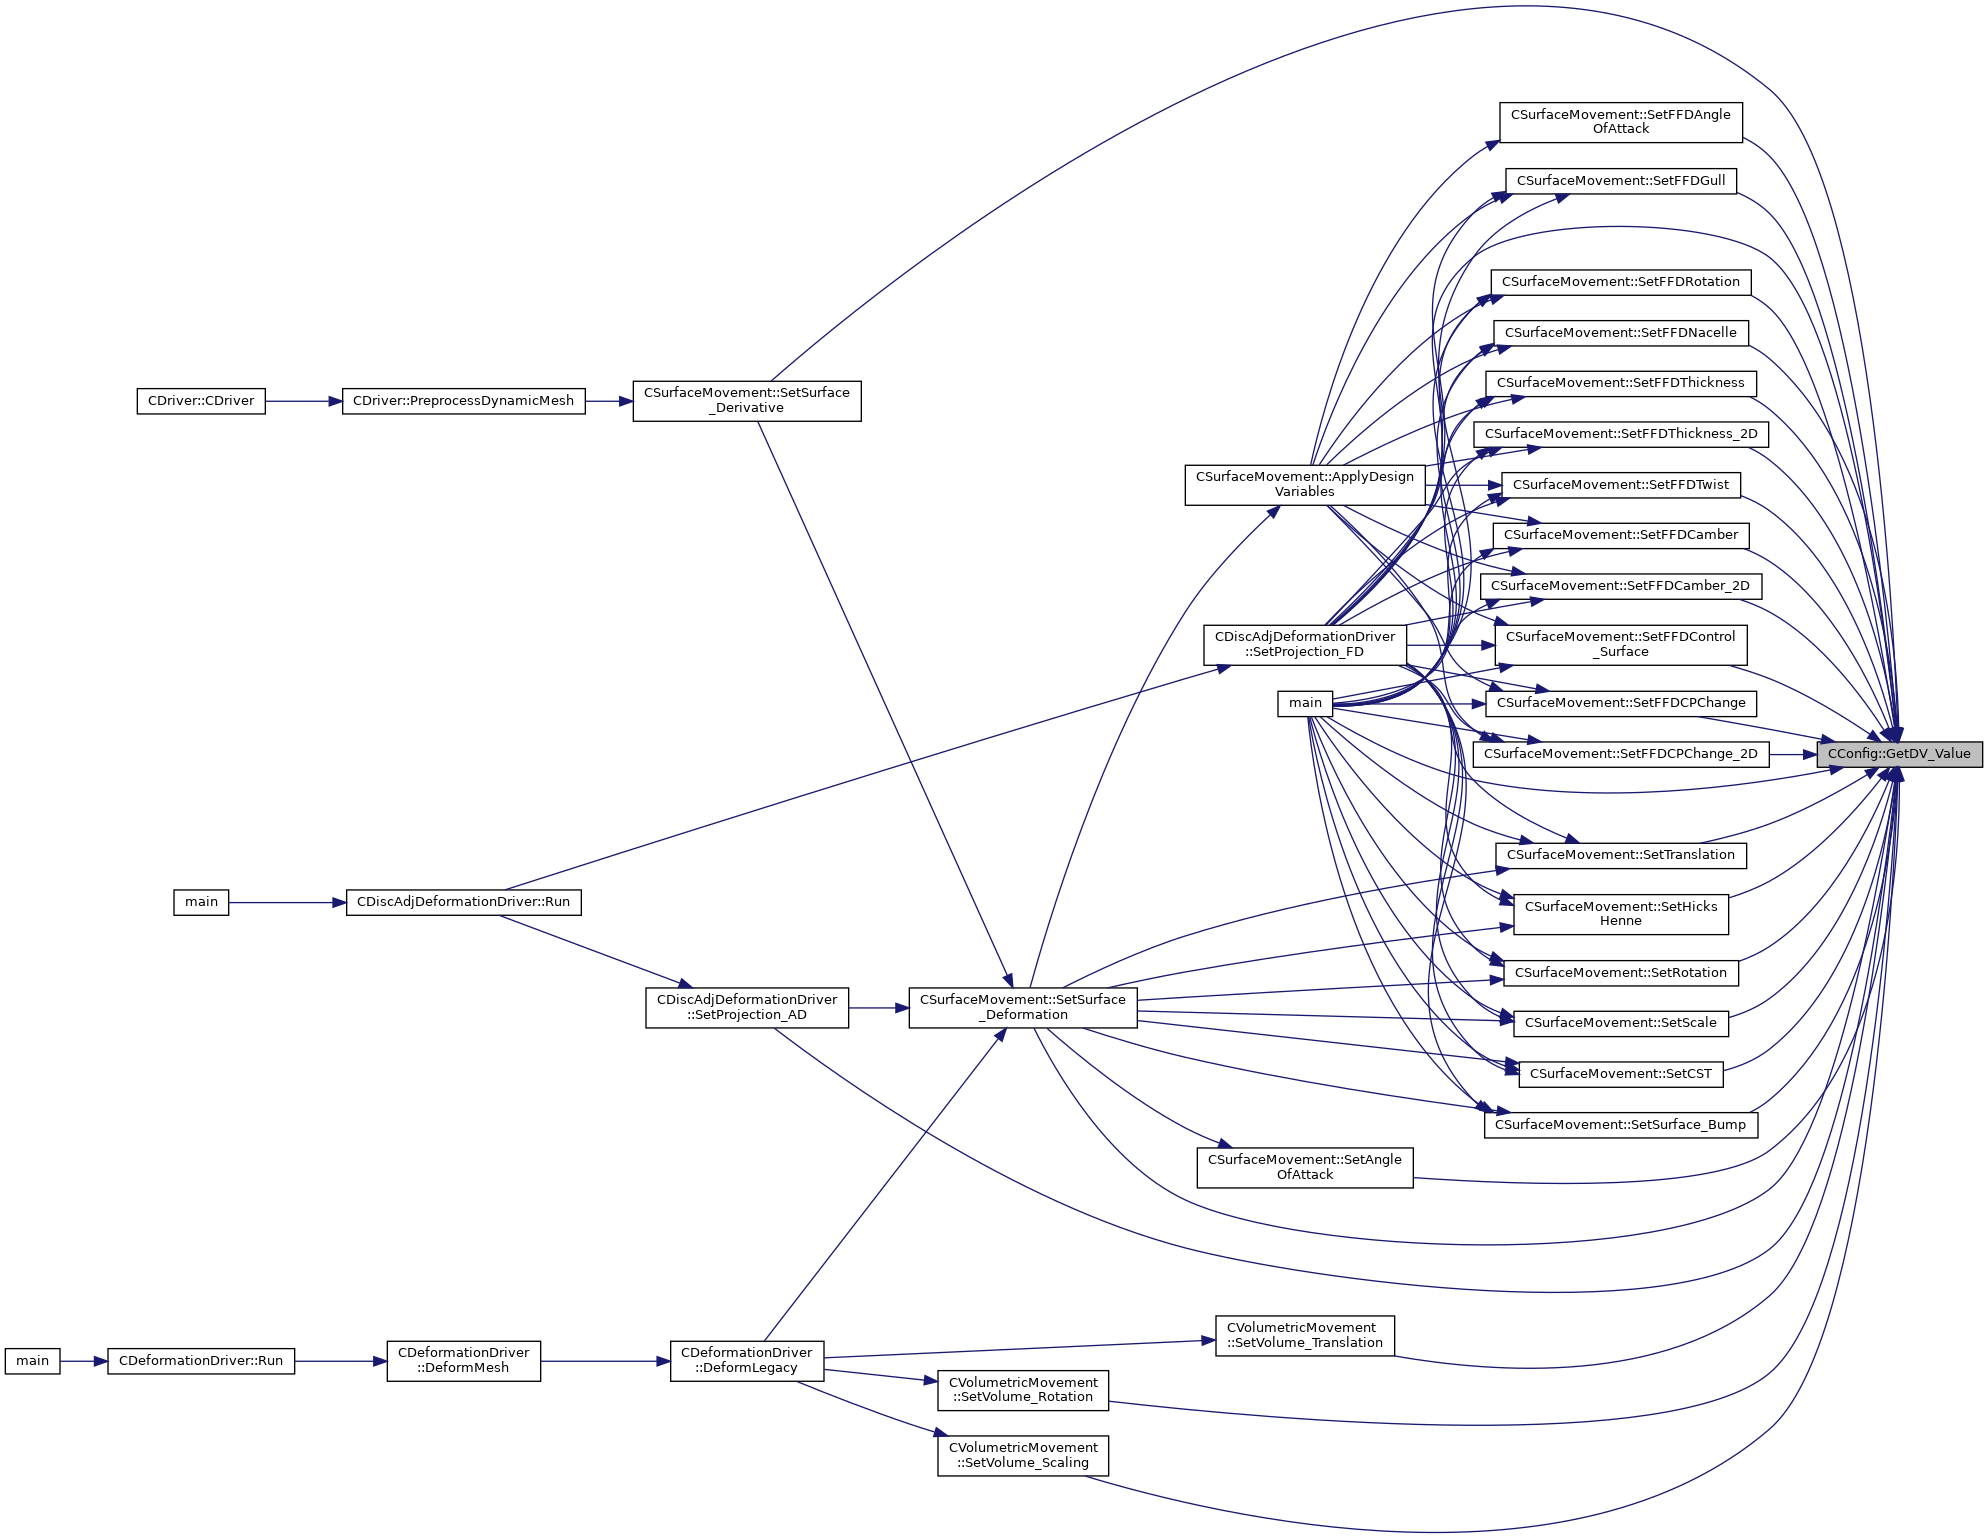 CSurfaceMovement::SetFFDAngle
OfAttack
CSurfaceMovement::SetFFDGull
CSurfaceMovement::SetFFDRotation
CSurfaceMovement::SetFFDNacelle
CSurfaceMovement::SetFFDThickness
CDriver::CDriver
CDriver::PreprocessDynamicMesh
CSurfaceMovement::SetSurface
_Derivative
CSurfaceMovement::SetFFDThickness_2D
CSurfaceMovement::ApplyDesign
Variables
CSurfaceMovement::SetFFDTwist
CSurfaceMovement::SetFFDCamber
CSurfaceMovement::SetFFDCamber_2D
CDiscAdjDeformationDriver
::SetProjection_FD
CSurfaceMovement::SetFFDControl
_Surface
main
CSurfaceMovement::SetFFDCPChange
CSurfaceMovement::SetFFDCPChange_2D
CConfig::GetDV_Value
CSurfaceMovement::SetTranslation
main
CDiscAdjDeformationDriver::Run
CSurfaceMovement::SetHicks
Henne
CSurfaceMovement::SetRotation
CDiscAdjDeformationDriver
::SetProjection_AD
CSurfaceMovement::SetSurface
_Deformation
CSurfaceMovement::SetScale
CSurfaceMovement::SetCST
CSurfaceMovement::SetSurface_Bump
CSurfaceMovement::SetAngle
OfAttack
CVolumetricMovement
::SetVolume_Translation
main
CDeformationDriver::Run
CDeformationDriver
::DeformMesh
CDeformationDriver
::DeformLegacy
CVolumetricMovement
::SetVolume_Rotation
CVolumetricMovement
::SetVolume_Scaling